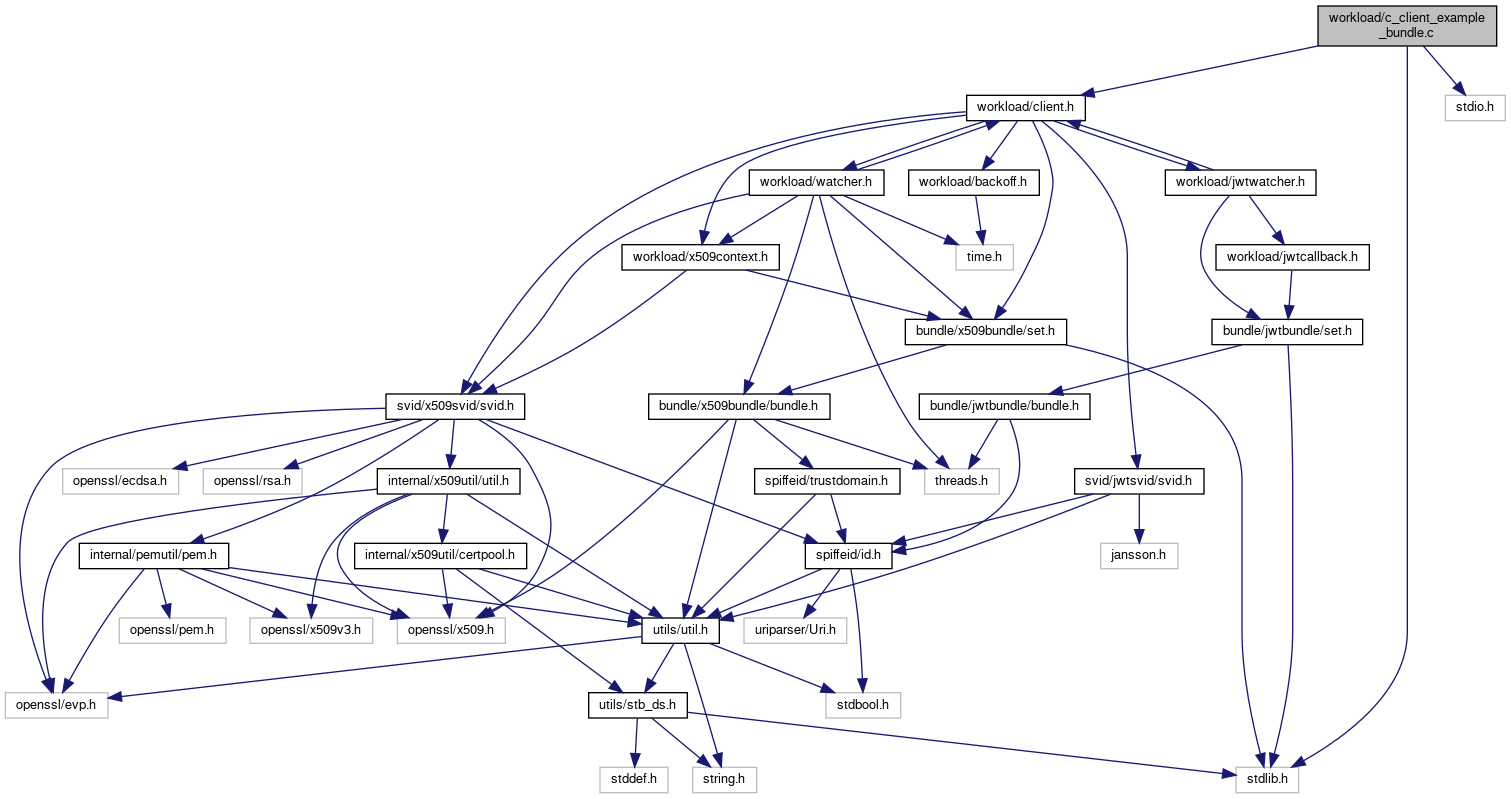 workload/c_client_example
_bundle.c
workload/client.h
stdio.h
workload/watcher.h
workload/backoff.h
workload/jwtwatcher.h
workload/x509context.h
time.h
workload/jwtcallback.h
bundle/x509bundle/set.h
bundle/jwtbundle/set.h
svid/x509svid/svid.h
bundle/x509bundle/bundle.h
bundle/jwtbundle/bundle.h
openssl/ecdsa.h
openssl/rsa.h
internal/x509util/util.h
spiffeid/trustdomain.h
threads.h
svid/jwtsvid/svid.h
internal/pemutil/pem.h
internal/x509util/certpool.h
spiffeid/id.h
jansson.h
openssl/pem.h
openssl/x509v3.h
openssl/x509.h
utils/util.h
uriparser/Uri.h
openssl/evp.h
utils/stb_ds.h
stdbool.h
stddef.h
string.h
stdlib.h